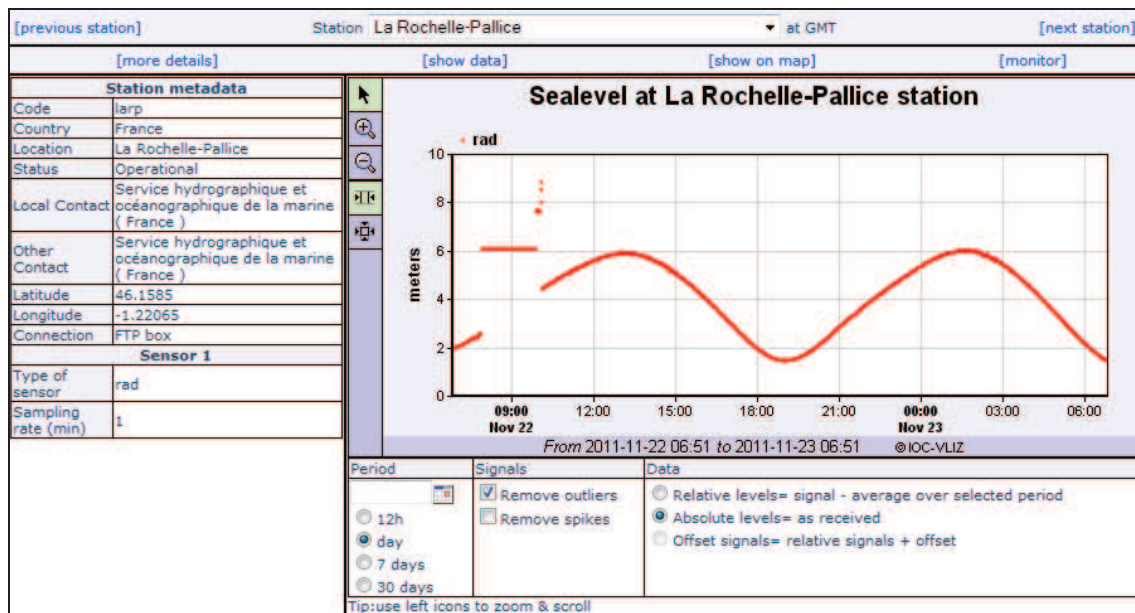 [previous station] Station La Rochelle-Pallice at GMT [next station]
[more details] [show data] [show on map] [monitor]
Station metadata
Code larp
Country France
Location La Rochelle-Pallice
Status Operational
Local Contact Service hydrographique et océanographique de la marine ( France )
Other Contact Service hydrographique et océanographique de la marine ( France )
Latitude 46.1585
Longitude -1.22065
Connection FTP box
Sensor 1
Type of sensor rad
Sampling rate (min) 1
Sealevel at La Rochelle-Pallice station
rad
meters
10
8
6
4
2
0
09:00 12:00 15:00 18:00 21:00 00:00 03:00 06:00
Nov 22 Nov 23
From 2011-11-22 06:51 to 2011-11-23 06:51 ©IOC-VLIZ
Period
12h
day
7 days
30 days
Signals
Remove outliers
Remove spikes
Data
Relative levels= signal - average over selected period
Absolute levels= as received
Offset signals= relative signals + offset
Tip:use left icons to zoom & scroll